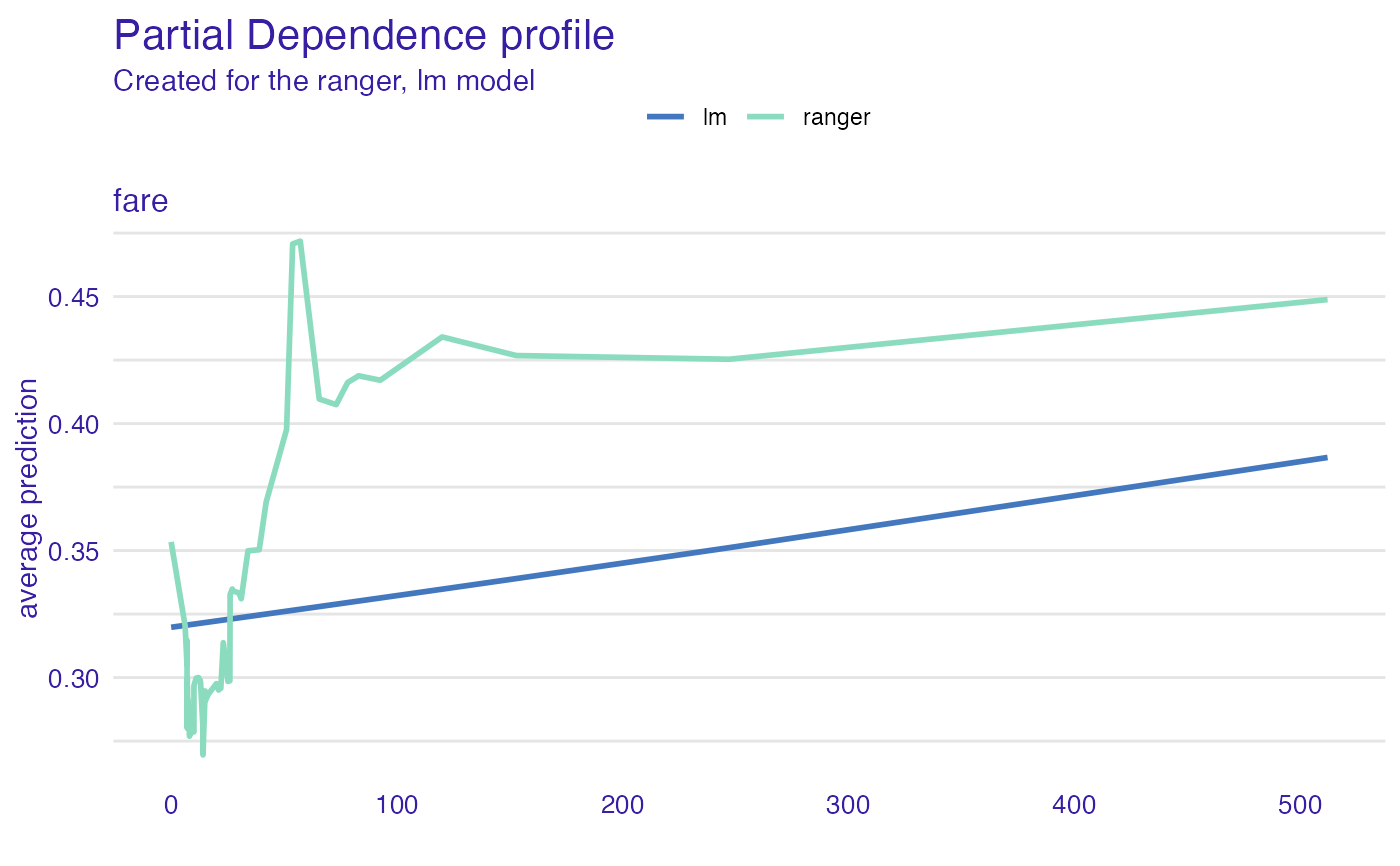 Partial Dependence profile
Created for the ranger, lm model
lm ranger
fare
average prediction
0.45
0.40
0.35
0.30
0 100 200 300 400 500